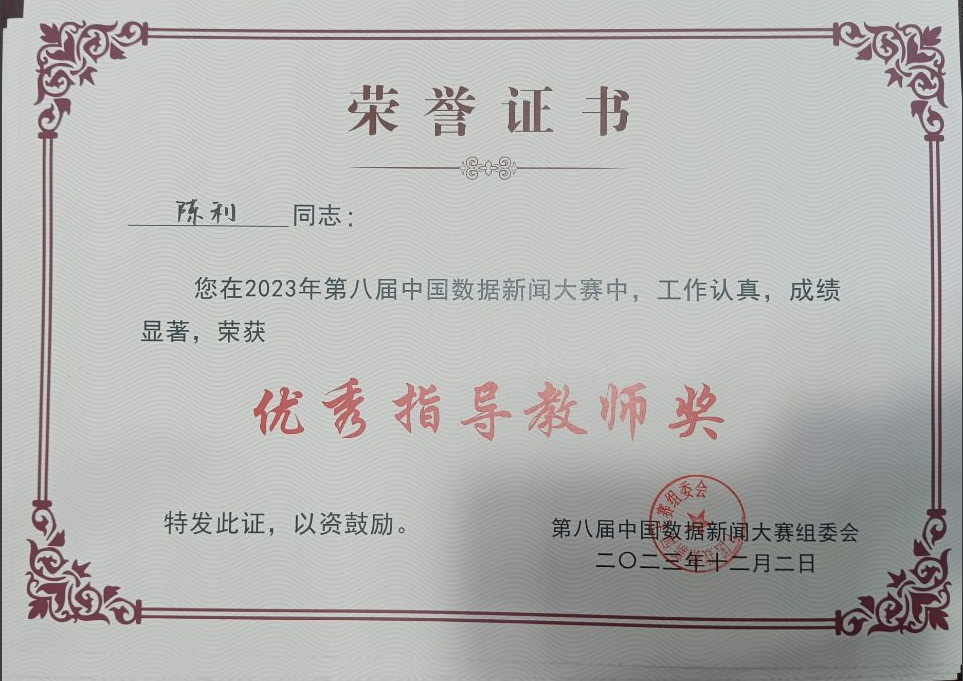 荣誉证书
陈利 同志：
您在2023年第八届中国数据新闻大赛中，工作认真，成绩
显著，荣获
优秀指导教师奖
特发此证，以资鼓励。
第八届中国数据新闻大赛组委会
二〇二三年十二月二日
赛组委会